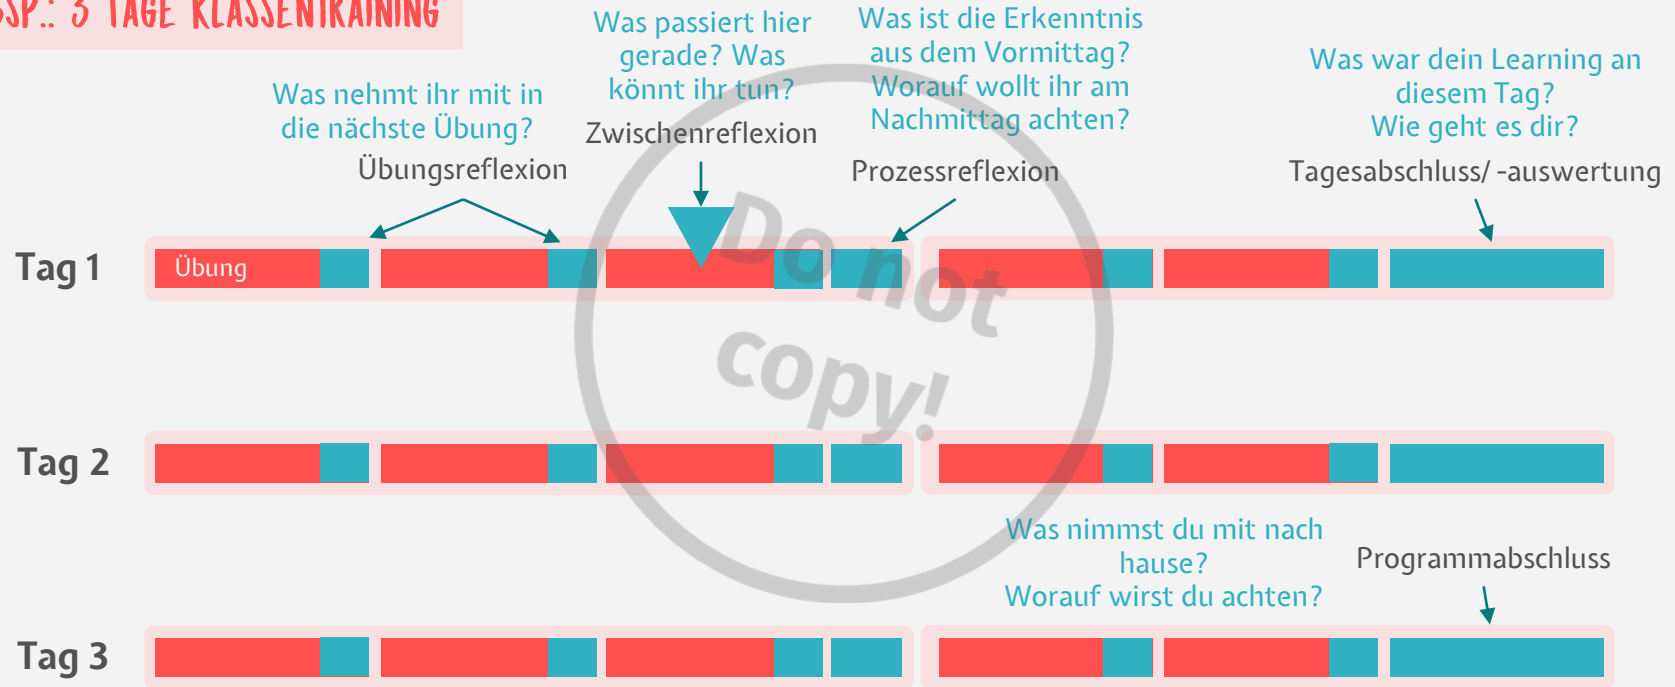 SSP.: 3 TAGE KLASSENTRAINING
Was nehmt ihr mit in
die nächste Übung?
Übungsreflexion
Was passiert hier
gerade? Was
könnt ihr tun?
Zwischenreflexion
Was ist die Erkenntnis
aus dem Vormittag?
Worauf wollt ihr am
Nachmittag achten?
Prozessreflexion
Was war dein Learning an
diesem Tag?
Wie geht es dir?
Tagesabschluss/ -auswertung
Tag 1
Übung
Do not
copy!
Tag 2
Was nimmst du mit nach
hause?
Worauf wirst du achten?
Programmabschluss
Tag 3